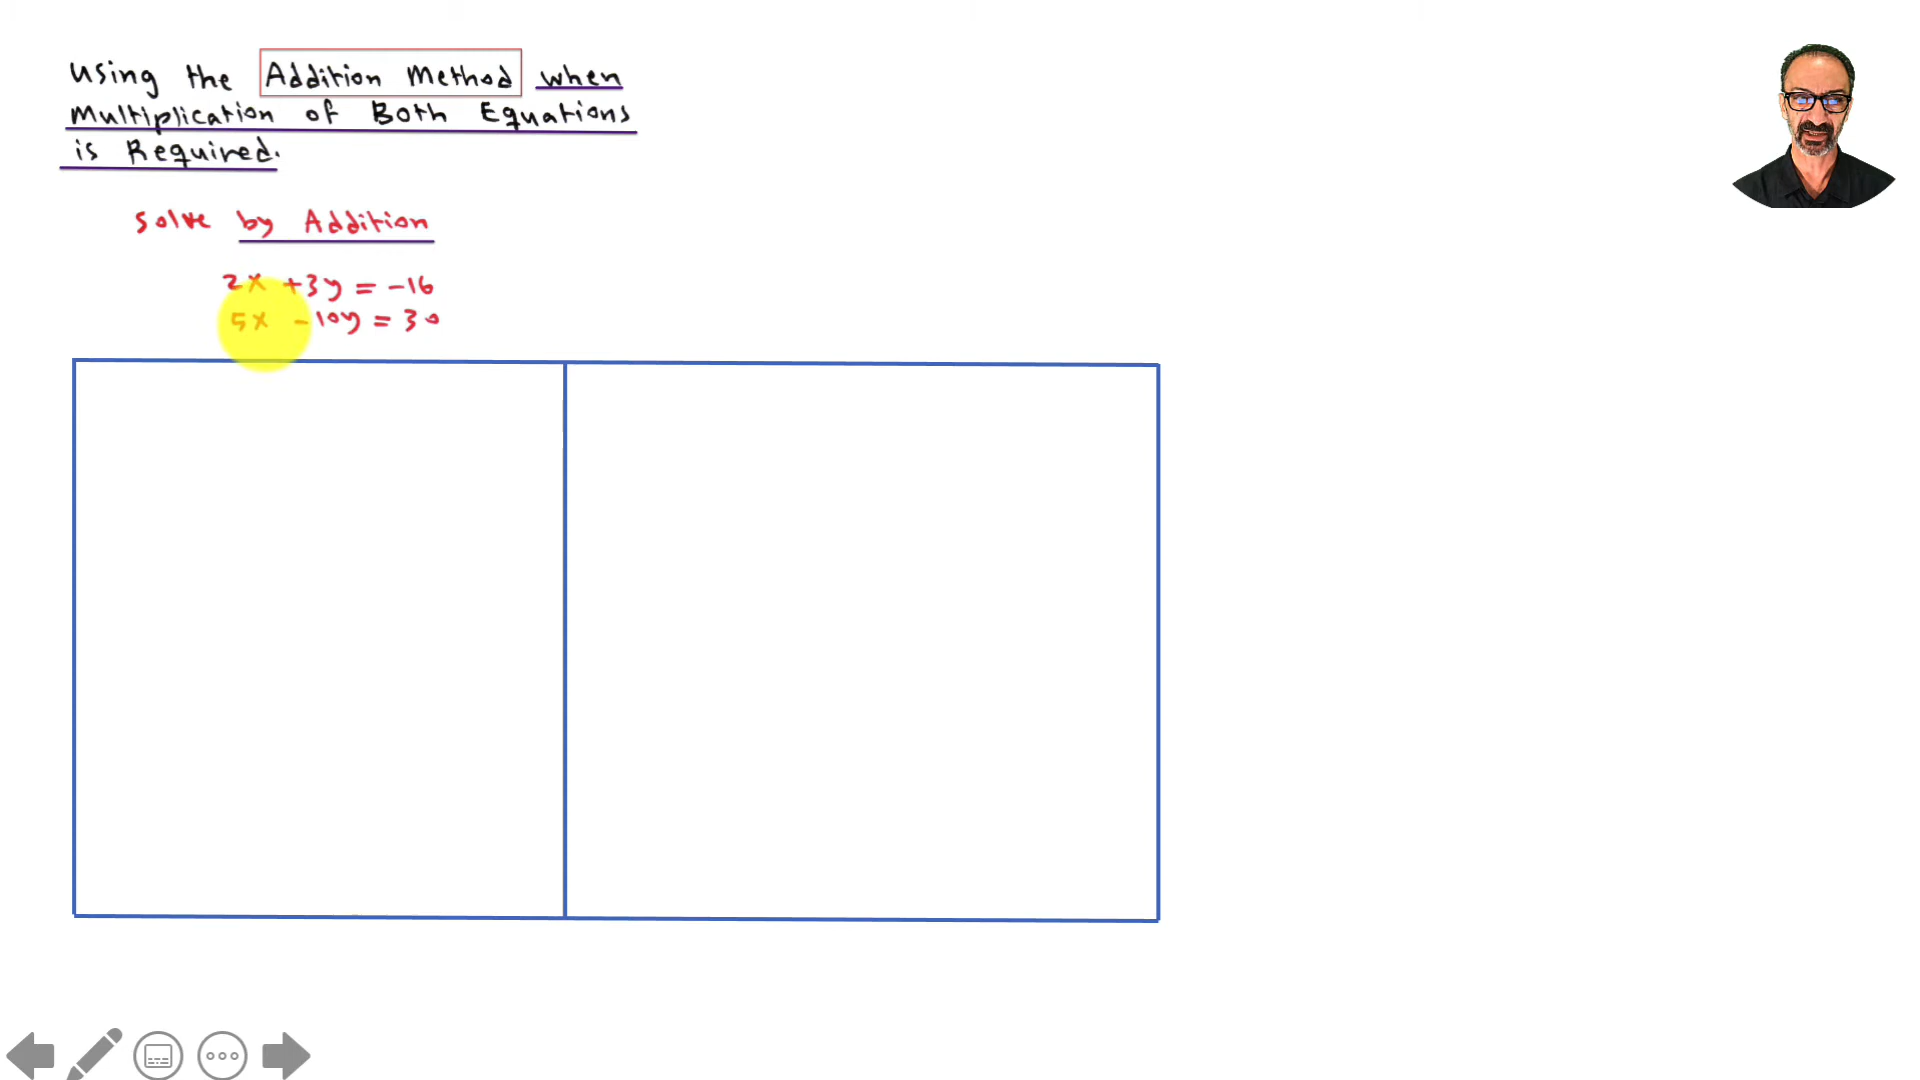 Using the Addition Method when
Multiplication of Both Equations
is Required.
Solve by Addition
2x +3y = -16
5x -10y = 30